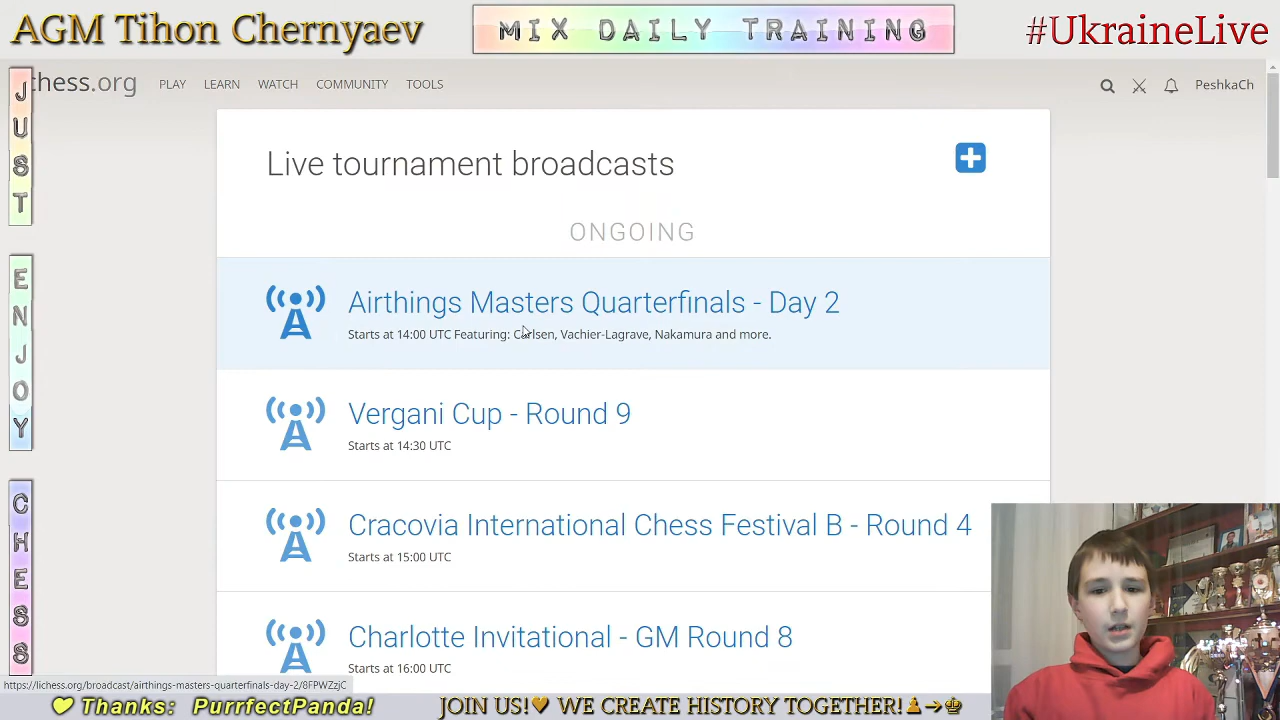 AGM Tihon Chernyaev
MIX DAILY TRAINING
#UkraineLive
JUST
ENJOY
CHESS
chess.org
PLAY
LEARN
WATCH
COMMUNITY
TOOLS
PeshkaCh
Live tournament broadcasts
ONGOING
Airthings Masters Quarterfinals - Day 2
Starts at 14:00 UTC Featuring: Carlsen, Vachier-Lagrave, Nakamura and more.
Vergani Cup - Round 9
Starts at 14:30 UTC
Cracovia International Chess Festival B - Round 4
Starts at 15:00 UTC
Charlotte Invitational - GM Round 8
Starts at 16:00 UTC
https://lichess.org/broadcast/airthings-masters-quarterfinals-day-2/8FPWZzjC
Thanks: PurrfectPanda!
JOIN US! WE CREATE HISTORY TOGETHER!